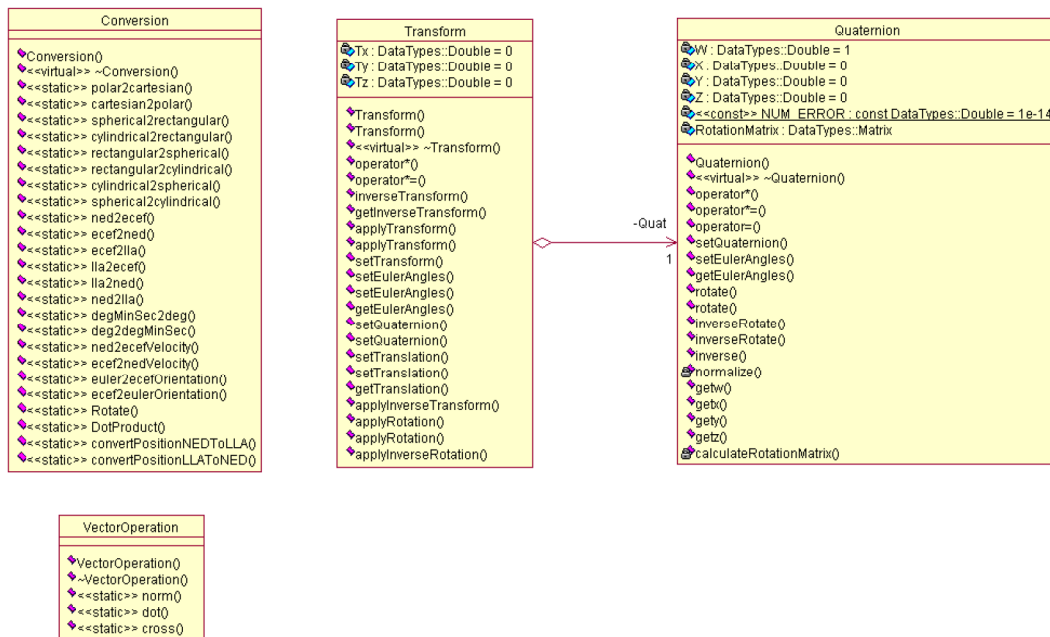 Conversion
Conversion()
<<virtual>> ~Conversion()
<<static>> polar2cartesian()
<<static>> cartesian2polar()
<<static>> spherical2rectangular()
<<static>> cylindrical2rectangular()
<<static>> rectangular2spherical()
<<static>> rectangular2cylindrical()
<<static>> cylindrical2spherical()
<<static>> spherical2cylindrical()
<<static>> ned2ecef()
<<static>> ecef2ned()
<<static>> ecef2lla()
<<static>> lla2ecef()
<<static>> lla2ned()
<<static>> ned2lla()
<<static>> degMinSec2deg()
<<static>> deg2degMinSec()
<<static>> ned2ecefVelocity()
<<static>> ecef2nedVelocity()
<<static>> euler2ecefOrientation()
<<static>> ecef2eulerOrientation()
<<static>> Rotate()
<<static>> DotProduct()
<<static>> convertPositionNEDToLLA()
<<static>> convertPositionLLAToNED()
Transform
Tx : DataTypes::Double = 0
Ty : DataTypes::Double = 0
Tz : DataTypes::Double = 0
Transform()
Transform()
<<virtual>> ~Transform()
operator*()
operator*=()
inverseTransform()
getInverseTransform()
applyTransform()
applyTransform()
setTransform()
setEulerAngles()
setEulerAngles()
getEulerAngles()
setQuaternion()
setQuaternion()
setTranslation()
setTranslation()
getTranslation()
applyInverseTransform()
applyRotation()
applyRotation()
applyInverseRotation()
-Quat
1
Quaternion
W : DataTypes::Double = 1
X : DataTypes::Double = 0
Y : DataTypes::Double = 0
Z : DataTypes::Double = 0
<<const>> NUM_ERROR : const DataTypes::Double = 1e-14
RotationMatrix : DataTypes::Matrix
Quaternion()
<<virtual>> ~Quaternion()
operator*()
operator*=()
operator=()
setQuaternion()
setEulerAngles()
getEulerAngles()
rotate()
rotate()
inverseRotate()
inverseRotate()
inverse()
normalize()
getw()
getx()
gety()
getz()
calculateRotationMatrix()
VectorOperation
VectorOperation()
~VectorOperation()
<<static>> norm()
<<static>> dot()
<<static>> cross()